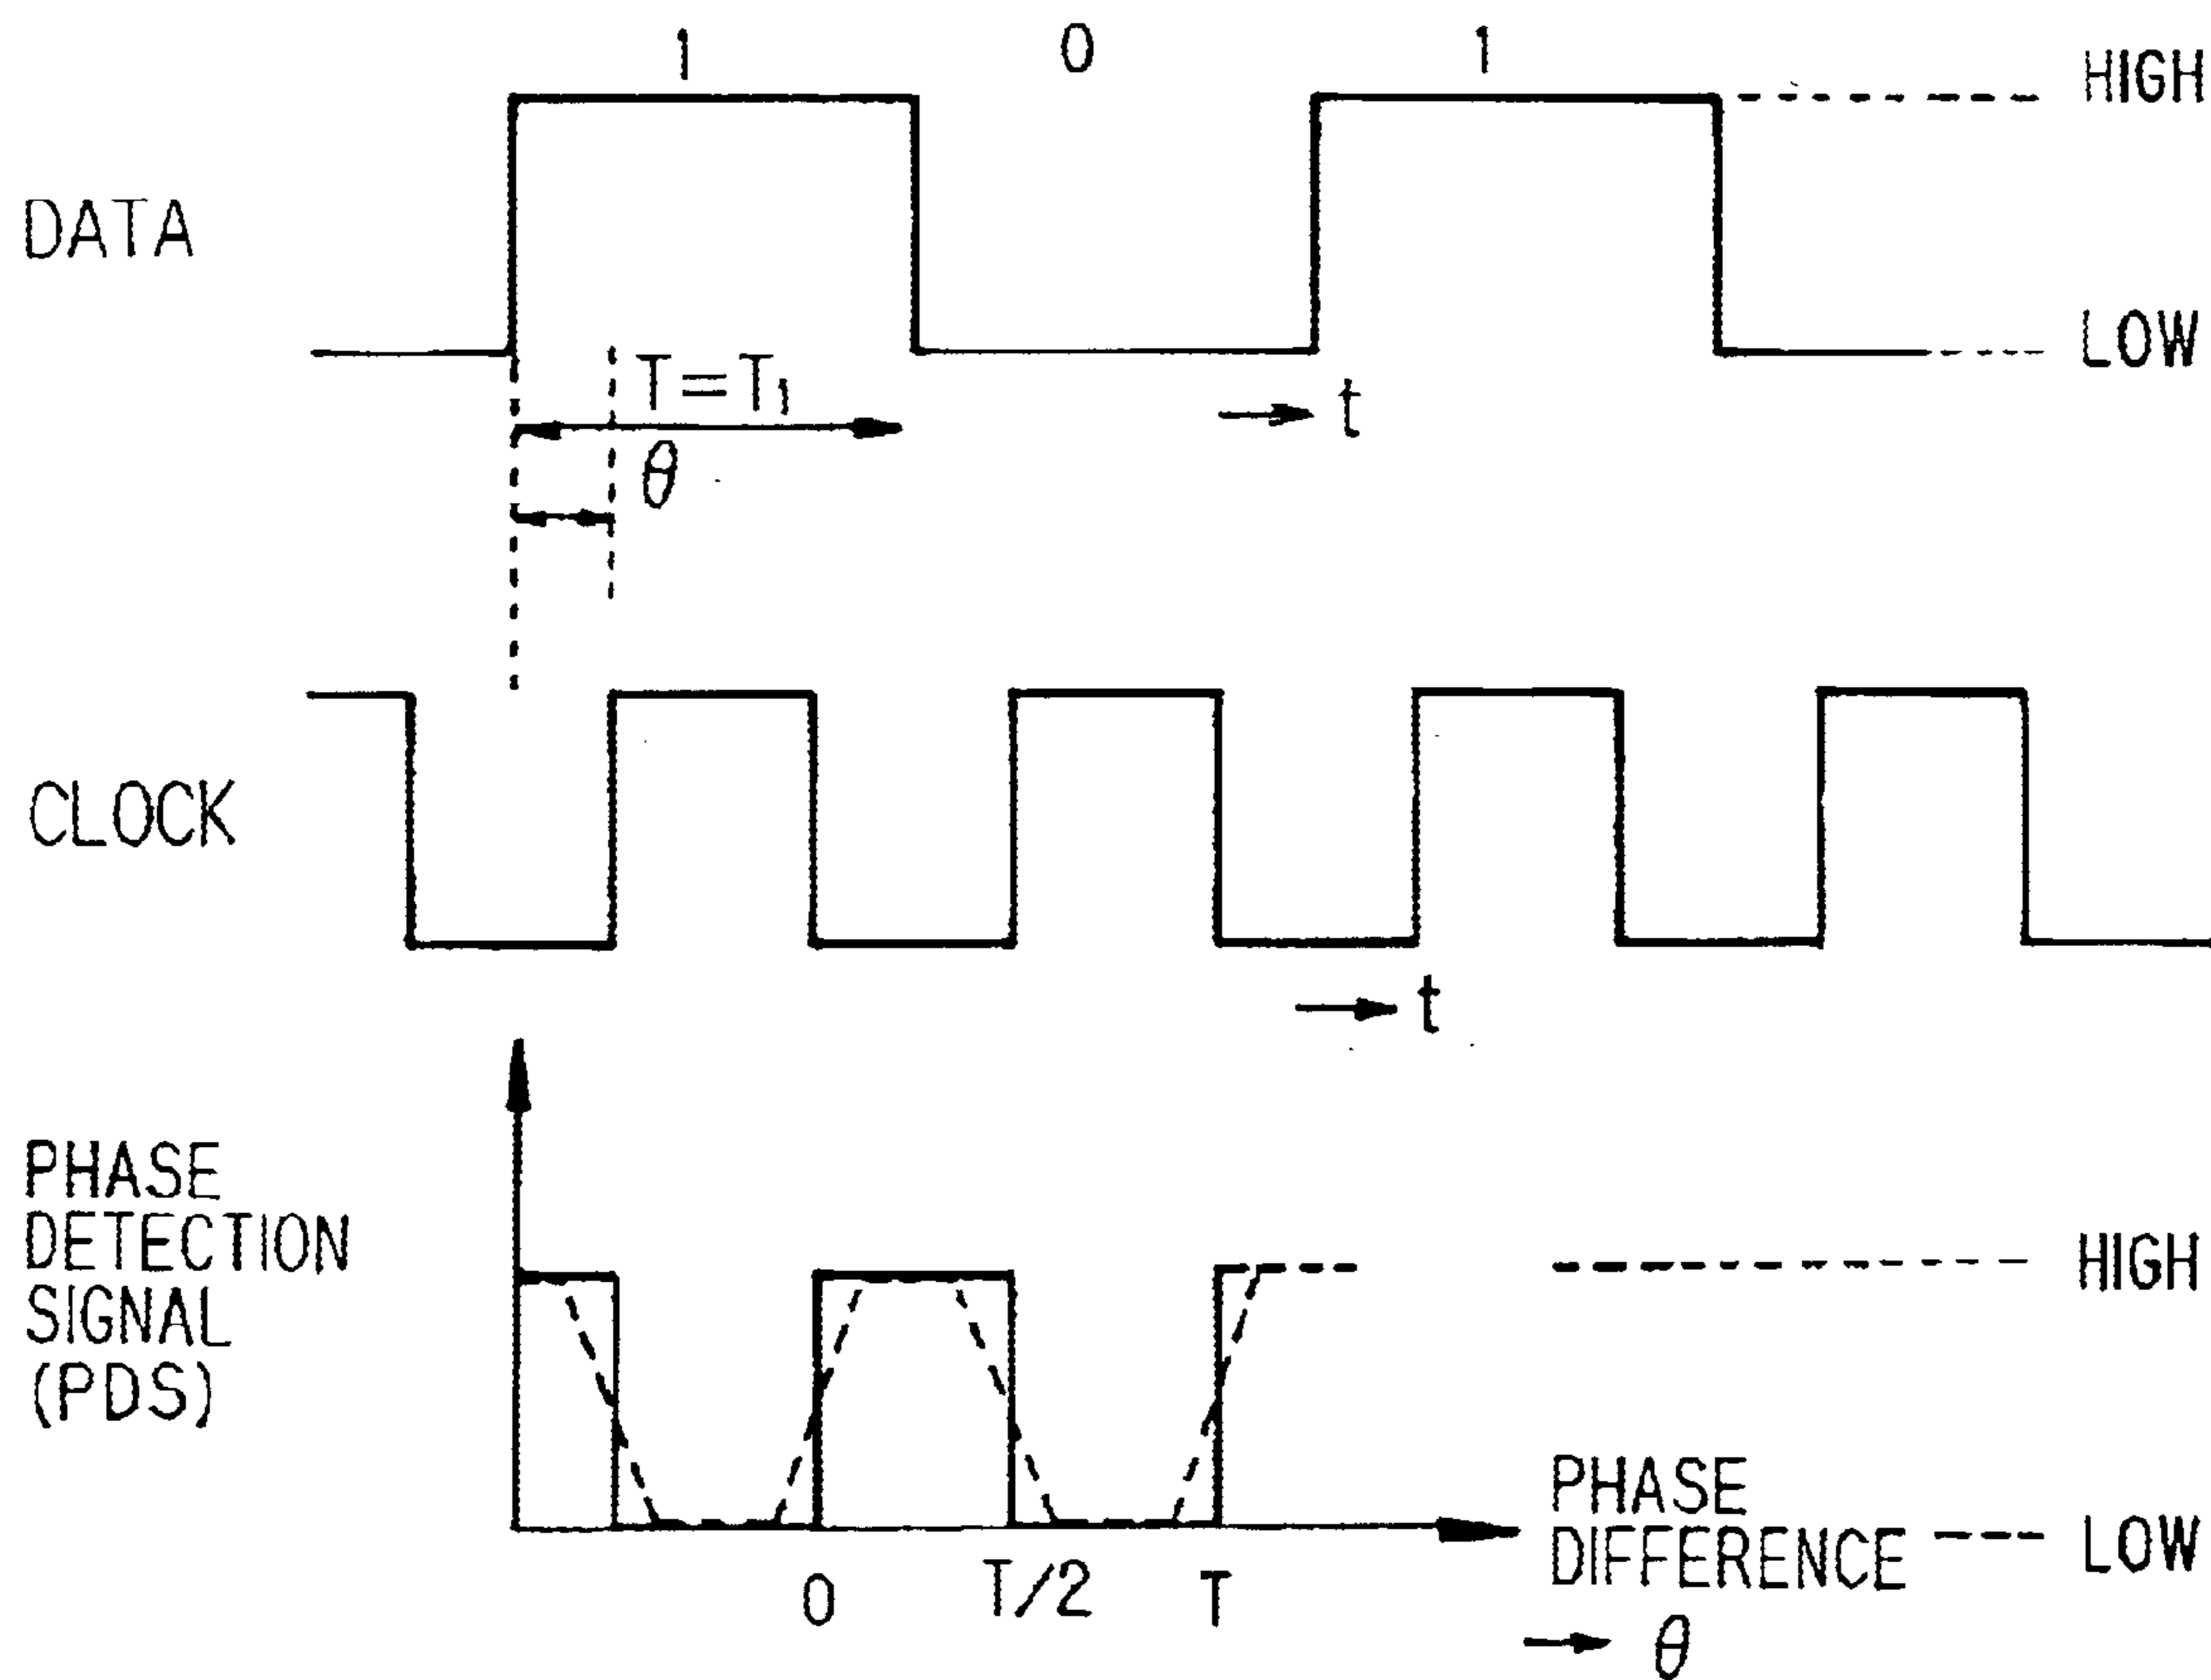 1 0 1
HIGH
DATA
LOW
T=T₁
t
θ
CLOCK
t
PHASE
DETECTION
SIGNAL
(PDS)
HIGH
PHASE
DIFFERENCE
LOW
0 T/2 T
θ